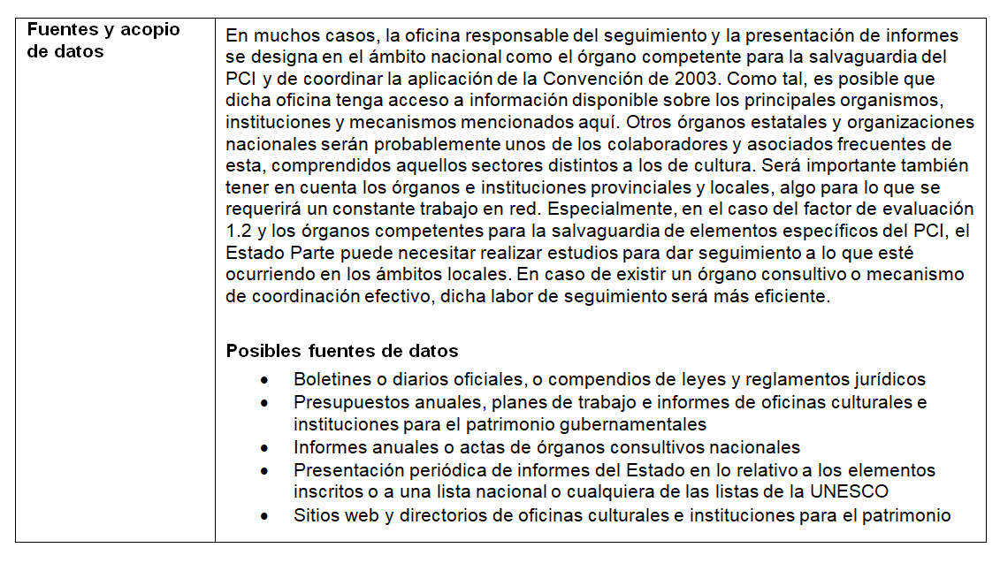 Fuentes y acopio
de datos
En muchos casos, la oficina responsable del seguimiento y la presentación de informes
se designa en el ámbito nacional como el órgano competente para la salvaguardia del
PCI y de coordinar la aplicación de la Convención de 2003. Como tal, es posible que
dicha oficina tenga acceso a información disponible sobre los principales organismos,
instituciones y mecanismos mencionados aquí. Otros órganos estatales y organizaciones
nacionales serán probablemente unos de los colaboradores y asociados frecuentes de
esta, comprendidos aquellos sectores distintos a los de cultura. Será importante también
tener en cuenta los órganos e instituciones provinciales y locales, algo para lo que se
requerirá un constante trabajo en red. Especialmente, en el caso del factor de evaluación
1.2 y los órganos competentes para la salvaguardia de elementos específicos del PCI, el
Estado Parte puede necesitar realizar estudios para dar seguimiento a lo que esté
ocurriendo en los ámbitos locales. En caso de existir un órgano consultivo o mecanismo
de coordinación efectivo, dicha labor de seguimiento será más eficiente.
Posibles fuentes de datos
• Boletines o diarios oficiales, o compendios de leyes y reglamentos jurídicos
• Presupuestos anuales, planes de trabajo e informes de oficinas culturales e
instituciones para el patrimonio gubernamentales
• Informes anuales o actas de órganos consultivos nacionales
• Presentación periódica de informes del Estado en lo relativo a los elementos
inscritos o a una lista nacional o cualquiera de las listas de la UNESCO
• Sitios web y directorios de oficinas culturales e instituciones para el patrimonio